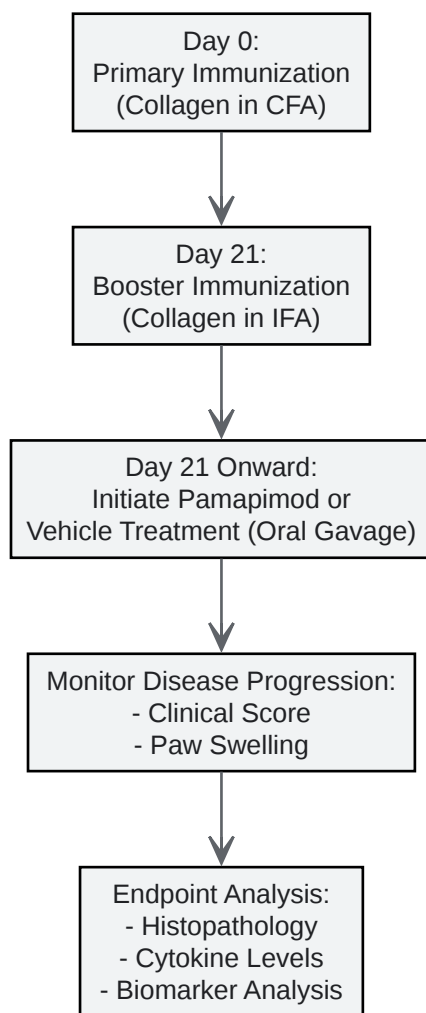 Day 0:
Primary Immunization
(Collagen in CFA)
Day 21:
Booster Immunization
(Collagen in IFA)
Day 21 Onward:
Initiate Pamapimod or
Vehicle Treatment (Oral Gavage)
Monitor Disease Progression:
- Clinical Score
- Paw Swelling
Endpoint Analysis:
- Histopathology
- Cytokine Levels
- Biomarker Analysis